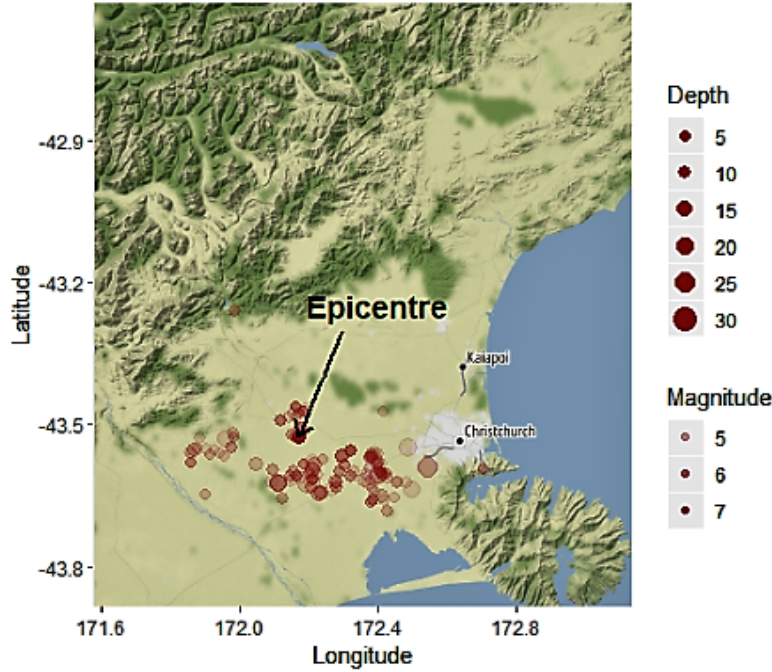 -42.9
-43.2
-43.5
-43.8
Latitude
171.6
172.0
172.4
172.8
Longitude
Epicentre
Kaiapoi
Christchurch
Depth
5
10
15
20
25
30
Magnitude
5
6
7